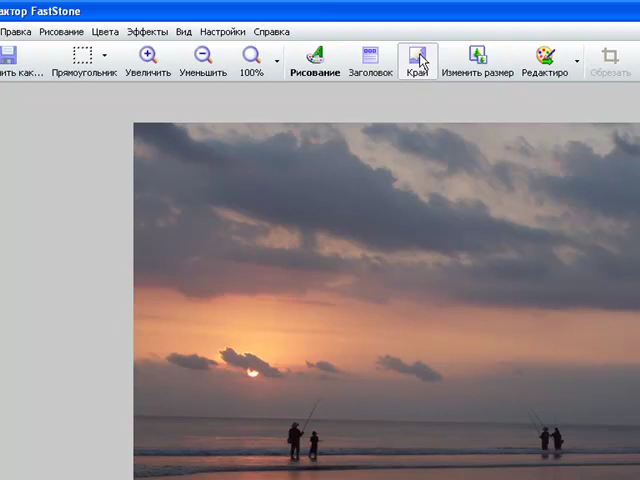 актор FastStone
Правка Рисование Цвета Эффекты Вид Настройки Справка
ить как... Прямоугольник Увеличить Уменьшить 100% Рисование Заголовок Край Изменить размер Редактиро Обрезать